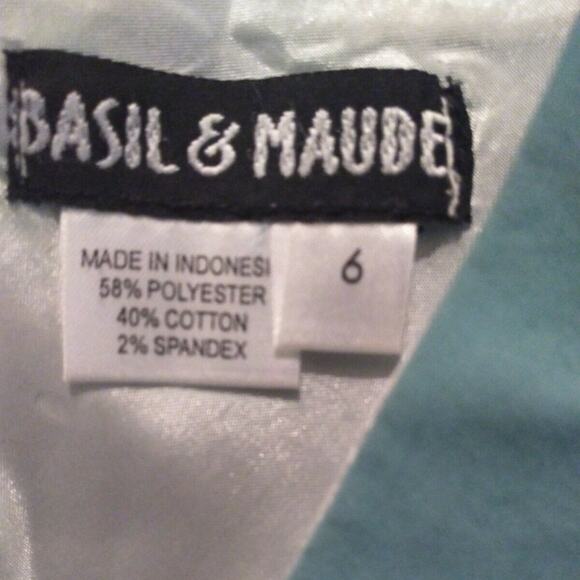 BASIL & MAUDE
MADE IN INDONESI
58% POLYESTER
40% COTTON
2% SPANDEX
6